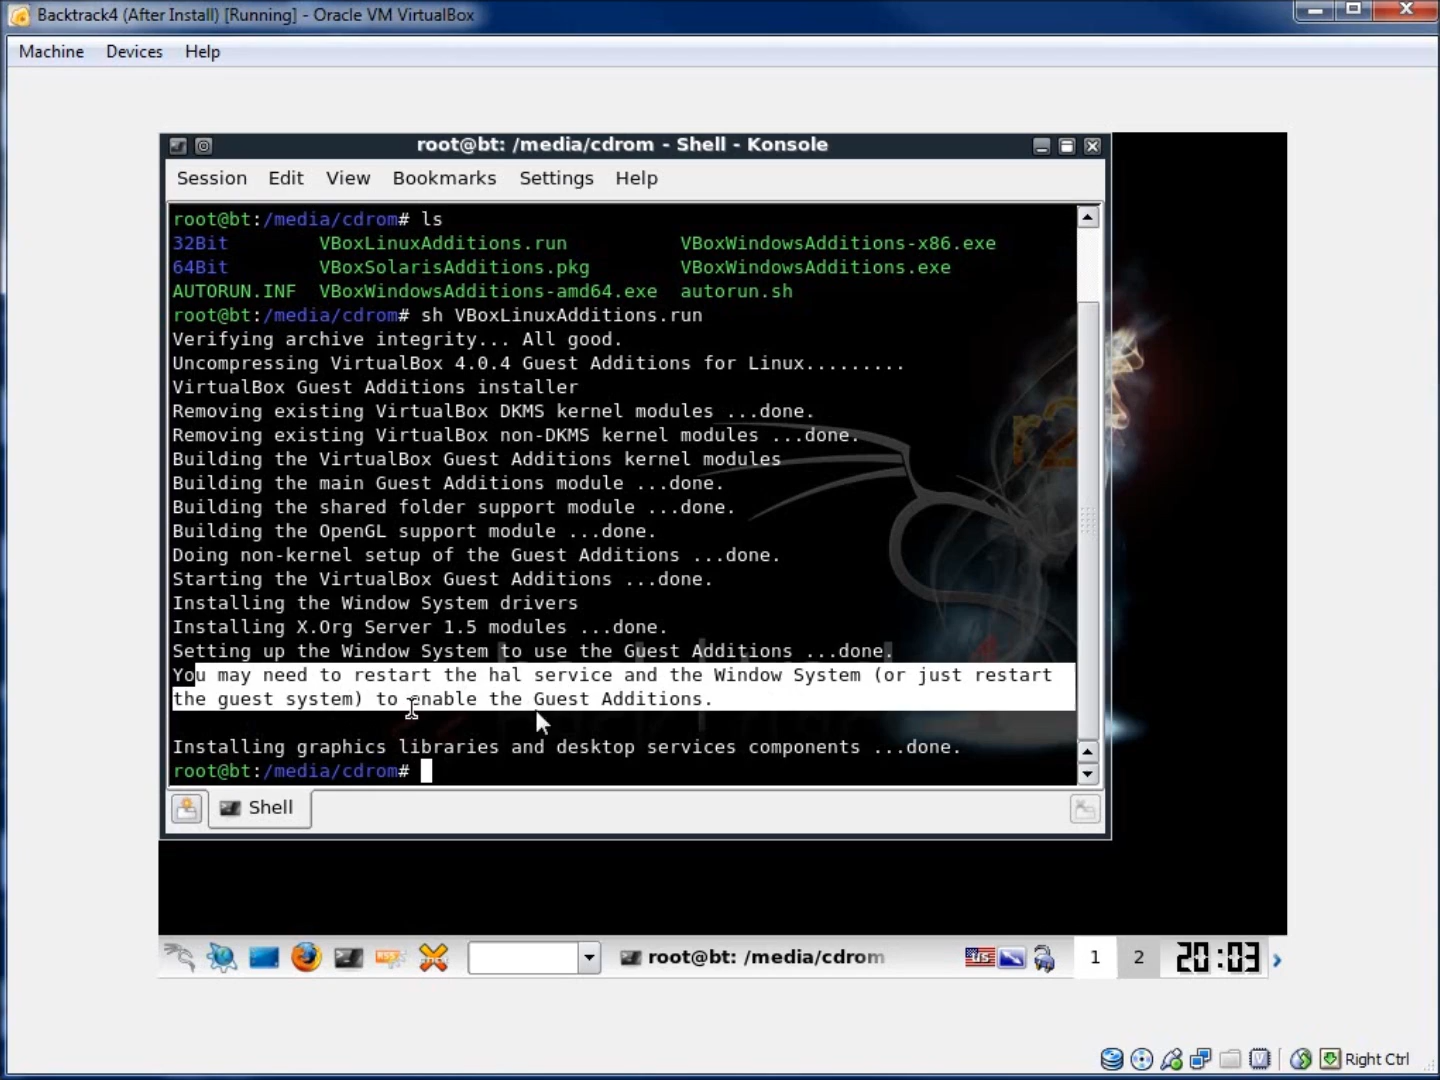 Backtrack4 (After Install) [Running] - Oracle VM VirtualBox
Machine Devices Help
root@bt: /media/cdrom - Shell - Konsole
Session Edit View Bookmarks Settings Help
root@bt:/media/cdrom# ls
32Bit VBoxLinuxAdditions.run VBoxWindowsAdditions-x86.exe
64Bit VBoxSolarisAdditions.pkg VBoxWindowsAdditions.exe
AUTORUN.INF VBoxWindowsAdditions-amd64.exe autorun.sh
root@bt:/media/cdrom# sh VBoxLinuxAdditions.run
Verifying archive integrity... All good.
Uncompressing VirtualBox 4.0.4 Guest Additions for Linux.........
VirtualBox Guest Additions installer
Removing existing VirtualBox DKMS kernel modules ...done.
Removing existing VirtualBox non-DKMS kernel modules ...done.
Building the VirtualBox Guest Additions kernel modules
Building the main Guest Additions module ...done.
Building the shared folder support module ...done.
Building the OpenGL support module ...done.
Doing non-kernel setup of the Guest Additions ...done.
Starting the VirtualBox Guest Additions ...done.
Installing the Window System drivers
Installing X.Org Server 1.5 modules ...done.
Setting up the Window System to use the Guest Additions ...done.
You may need to restart the hal service and the Window System (or just restart
the guest system) to enable the Guest Additions.
Installing graphics libraries and desktop services components ...done.
root@bt:/media/cdrom#
Shell
root@bt: /media/cdrom
US
1 2 20:03
Right Ctrl